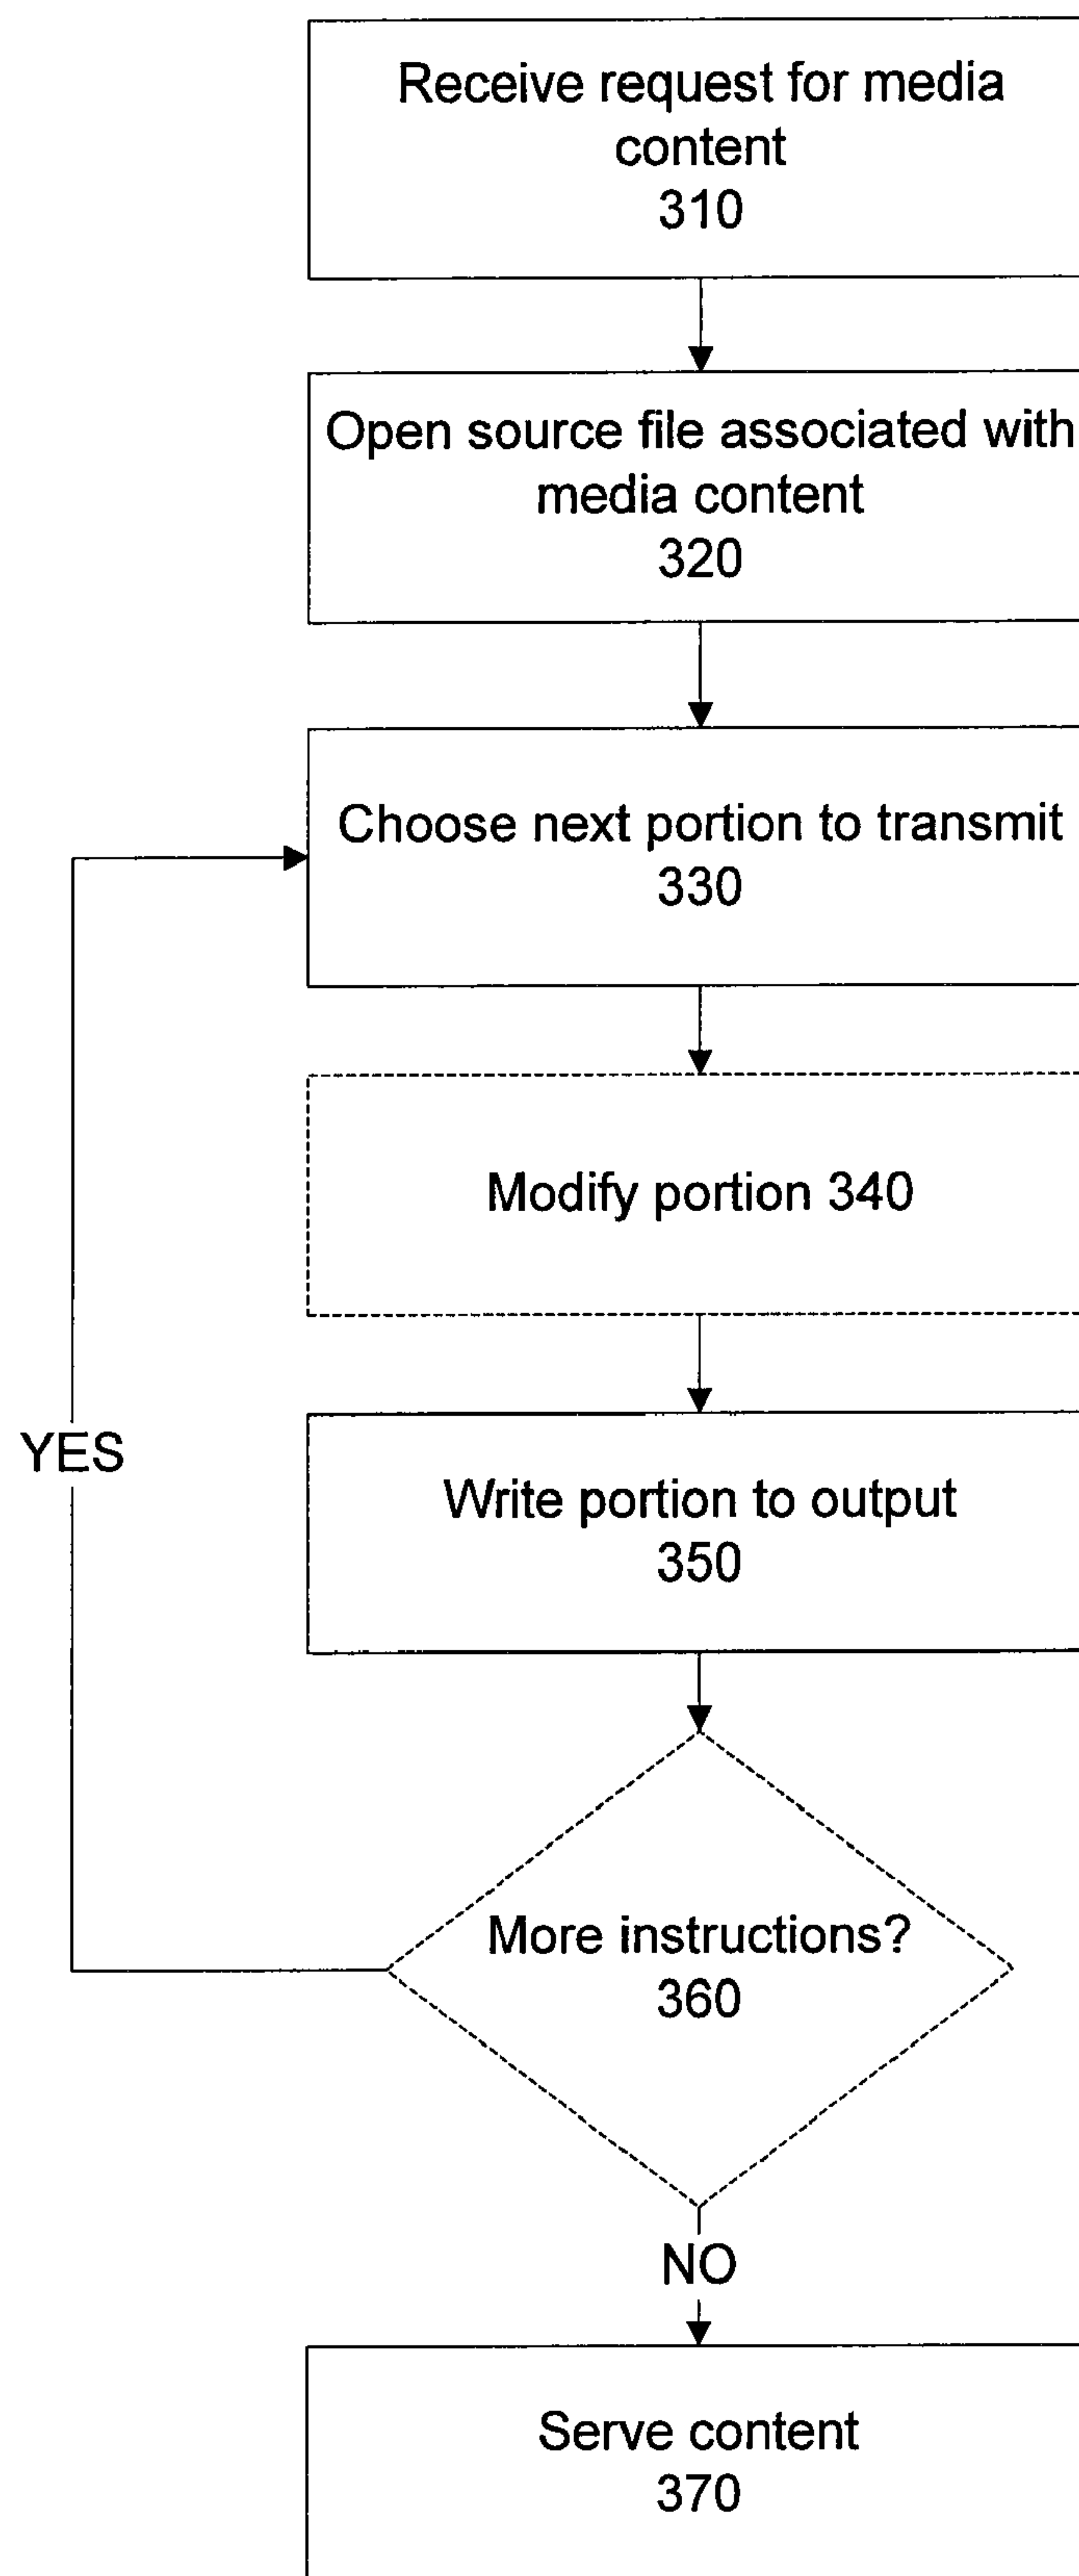 Receive request for media
content
310
Open source file associated with
media content
320
Choose next portion to transmit
330
Modify portion 340
YES
Write portion to output
350
More instructions?
360
NO
Serve content
370